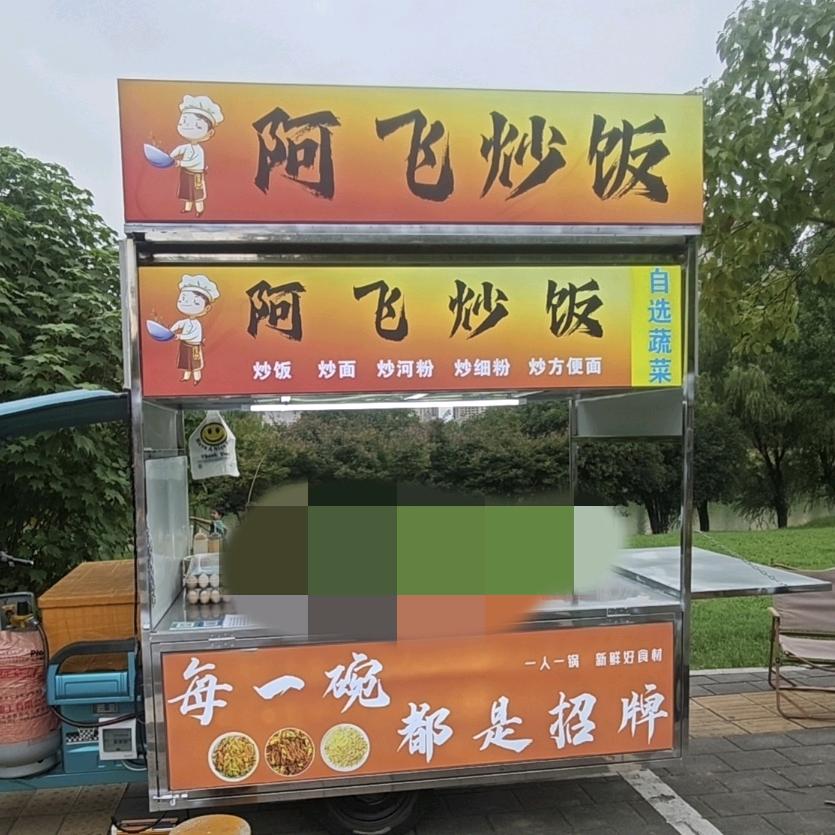 阿飞炒饭
阿飞炒饭
炒饭 炒面 炒河粉 炒细粉 炒方便面
自选蔬菜
一人一锅 新鲜好食材
每一碗
都是招牌